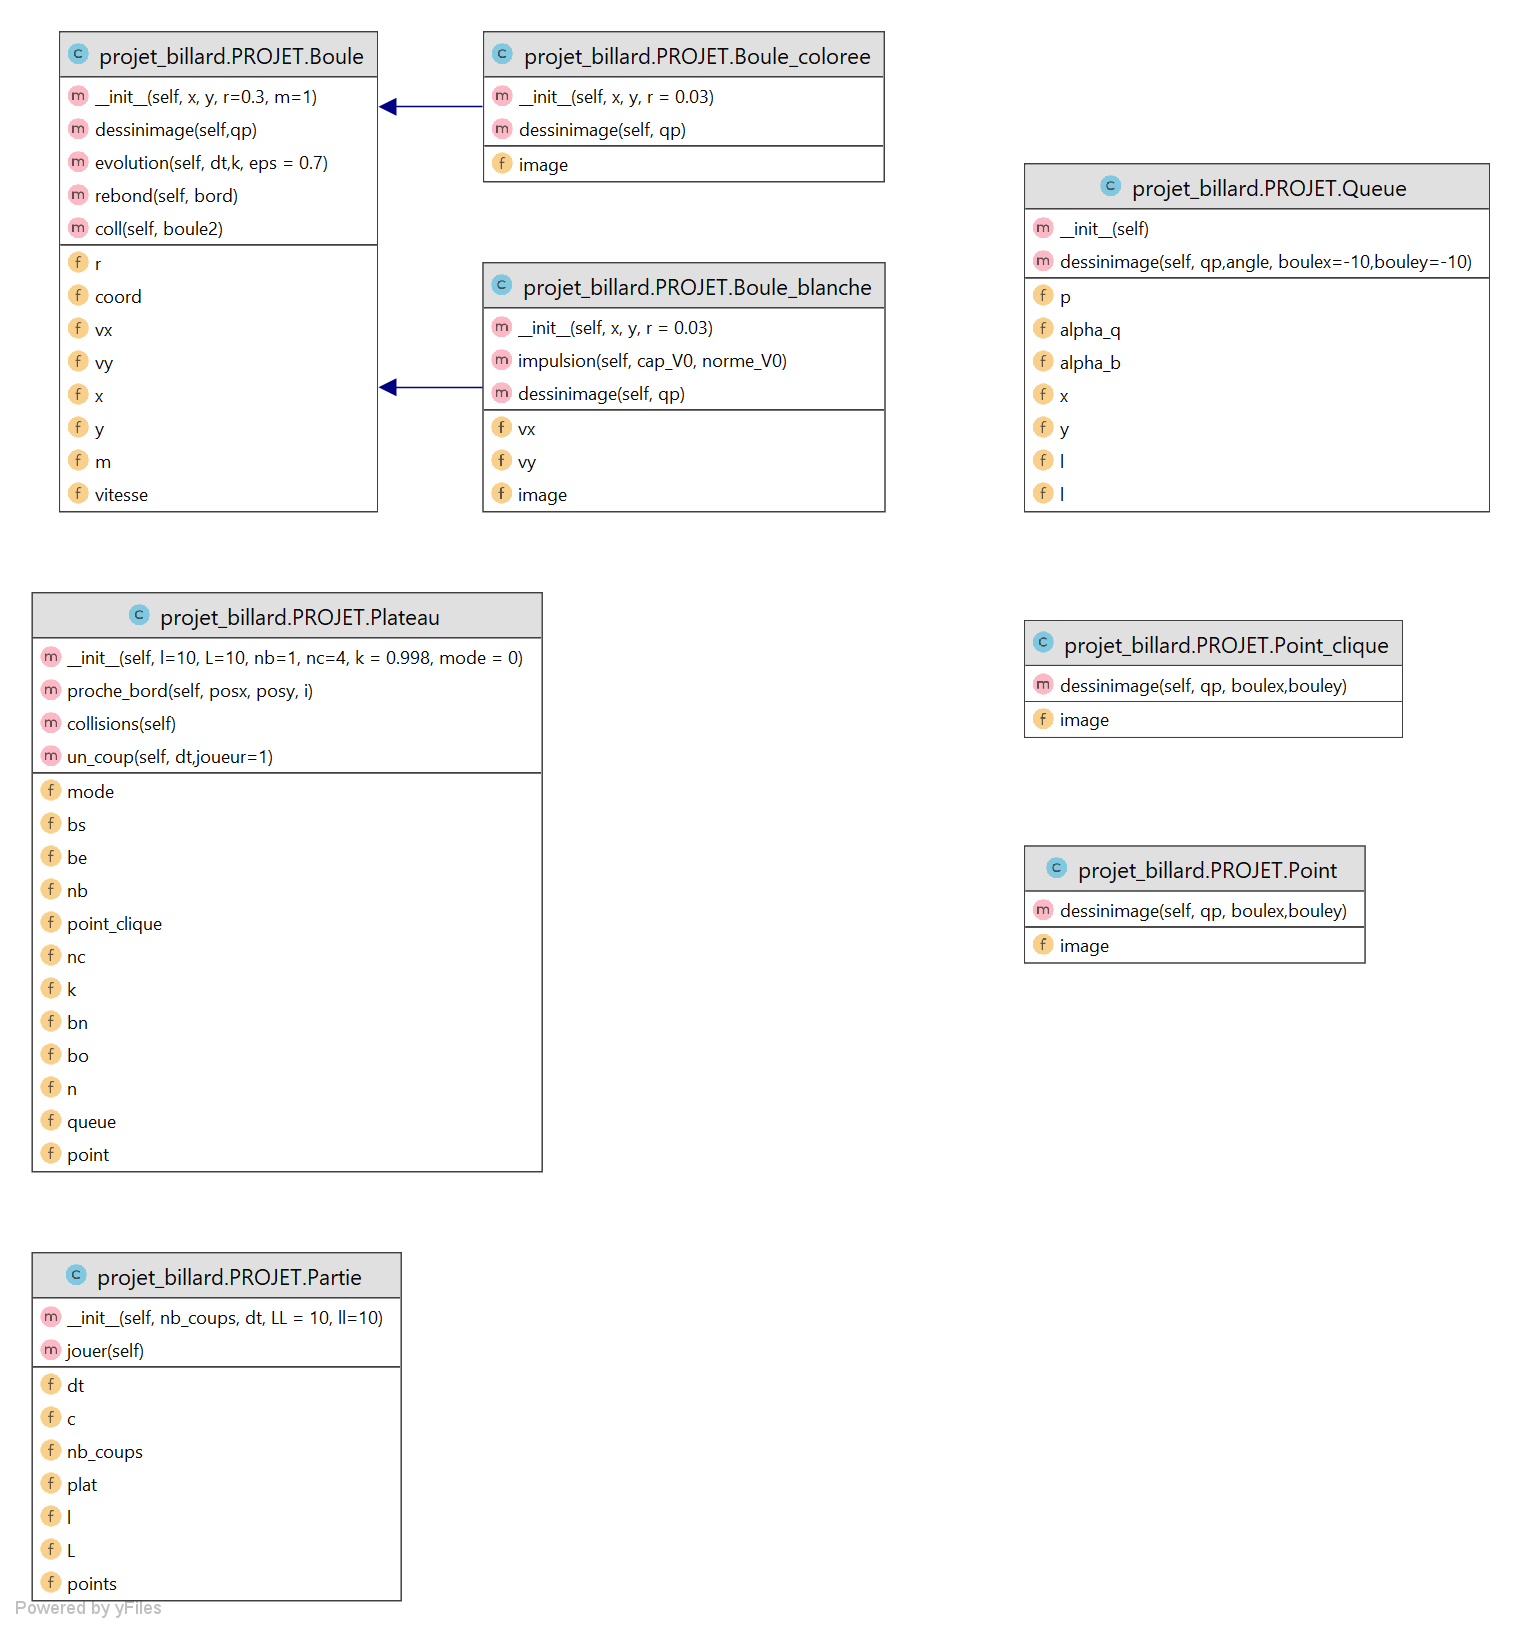 projet_billard.PROJET.Boule
__init__(self, x, y, r=0.3, m=1)
dessinimage(self,qp)
evolution(self, dt,k, eps = 0.7)
rebond(self, bord)
coll(self, boule2)
r
coord
vx
vy
x
y
m
vitesse
projet_billard.PROJET.Boule_coloree
__init__(self, x, y, r = 0.03)
dessinimage(self, qp)
image
projet_billard.PROJET.Boule_blanche
__init__(self, x, y, r = 0.03)
impulsion(self, cap_V0, norme_V0)
dessinimage(self, qp)
vx
vy
image
projet_billard.PROJET.Queue
__init__(self)
dessinimage(self, qp,angle, boulex=-10,bouley=-10)
p
alpha_q
alpha_b
x
y
l
l
projet_billard.PROJET.Plateau
__init__(self, l=10, L=10, nb=1, nc=4, k = 0.998, mode = 0)
proche_bord(self, posx, posy, i)
collisions(self)
un_coup(self, dt,joueur=1)
mode
bs
be
nb
point_clique
nc
k
bn
bo
n
queue
point
projet_billard.PROJET.Point_clique
dessinimage(self, qp, boulex,bouley)
image
projet_billard.PROJET.Point
dessinimage(self, qp, boulex,bouley)
image
projet_billard.PROJET.Partie
__init__(self, nb_coups, dt, LL = 10, ll=10)
jouer(self)
dt
c
nb_coups
plat
l
L
points
Powered by yFiles